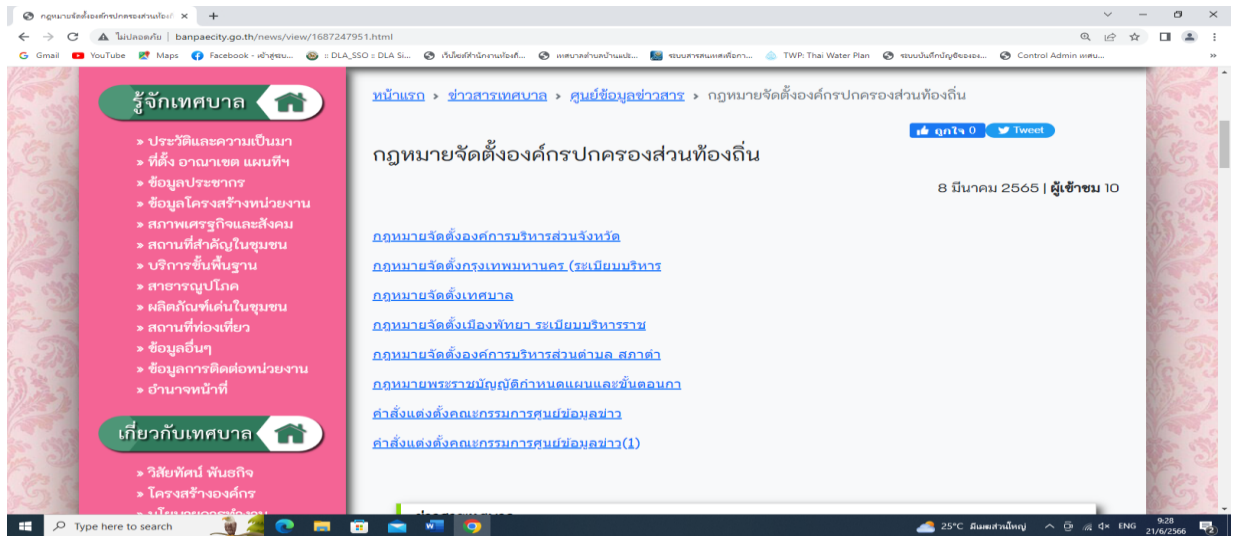 กฎหมายจัดตั้งองค์กรปกครองส่วนท้องถิ่น
banpaecity.go.th/news/view/1687247951.html
ไม่ปลอดภัย
Gmail YouTube Maps Facebook - เข้าสู่ระบบ... :: DLA_SSO :: DLA Si... TWP: Thai Water Plan Control Admin เทศบ...
รู้จักเทศบาล
» ประวัติและความเป็นมา
» ที่ตั้ง อาณาเขต แผนที่ฯ
» ข้อมูลประชากร
» ข้อมูลโครงสร้างหน่วยงาน
» สภาพเศรษฐกิจและสังคม
» สถานที่สำคัญในชุมชน
» บริการขั้นพื้นฐาน
» สาธารณูปโภค
» ผลิตภัณฑ์เด่นในชุมชน
» สถานที่ท่องเที่ยว
» ข้อมูลอื่นๆ
» ข้อมูลการติดต่อหน่วยงาน
» อำนาจหน้าที่
เกี่ยวกับเทศบาล
» วิสัยทัศน์ พันธกิจ
» โครงสร้างองค์กร
หน้าแรก › ข่าวสารเทศบาล › ศูนย์ข้อมูลข่าวสาร › กฎหมายจัดตั้งองค์กรปกครองส่วนท้องถิ่น
ถูกใจ 0 Tweet
กฎหมายจัดตั้งองค์กรปกครองส่วนท้องถิ่น
8 มีนาคม 2565 | ผู้เข้าชม 10
กฎหมายจัดตั้งองค์การบริหารส่วนจังหวัด
กฎหมายจัดตั้งกรุงเทพมหานคร (ระเบียบบริหาร
กฎหมายจัดตั้งเทศบาล
กฎหมายจัดตั้งเมืองพัทยา ระเบียบบริหารราช
กฎหมายจัดตั้งองค์การบริหารส่วนตำบล สภาตำ
กฎหมายพระราชบัญญัติกำหนดแผนและขั้นตอนกา
คำสั่งแต่งตั้งคณะกรรมการศูนย์ข้อมูลข่าว
คำสั่งแต่งตั้งคณะกรรมการศูนย์ข้อมูลข่าว(1)
Type here to search
25°C มีเมฆส่วนใหญ่ ENG
9:28
21/6/2566